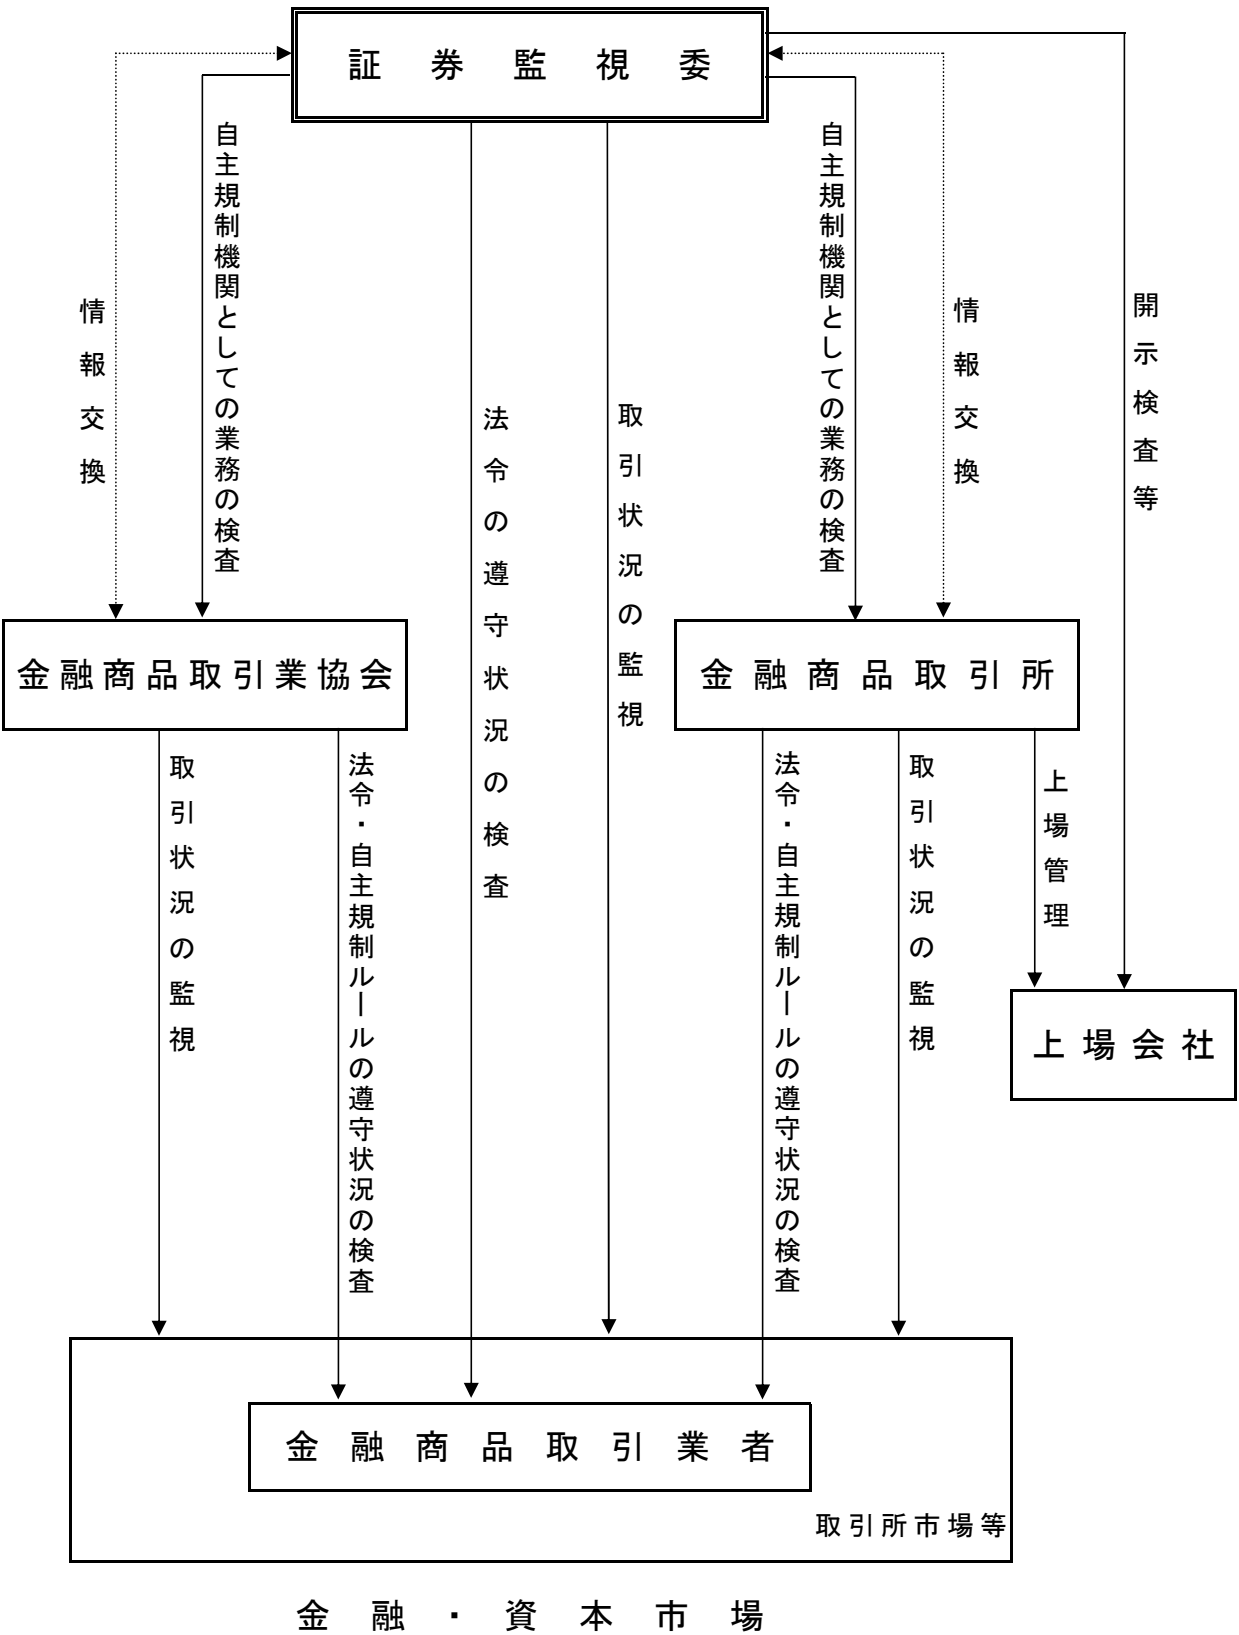 証券監視委
情報交換
自主規制機関としての業務の検査
法令の遵守状況の検査
取引状況の監視
自主規制機関としての業務の検査
情報交換
開示検査等
金融商品取引業協会
金融商品取引所
取引状況の監視
法令・自主規制ルールの遵守状況の検査
法令・自主規制ルールの遵守状況の検査
取引状況の監視
上場管理
上場会社
金融商品取引業者
取引所市場等
金融・資本市場